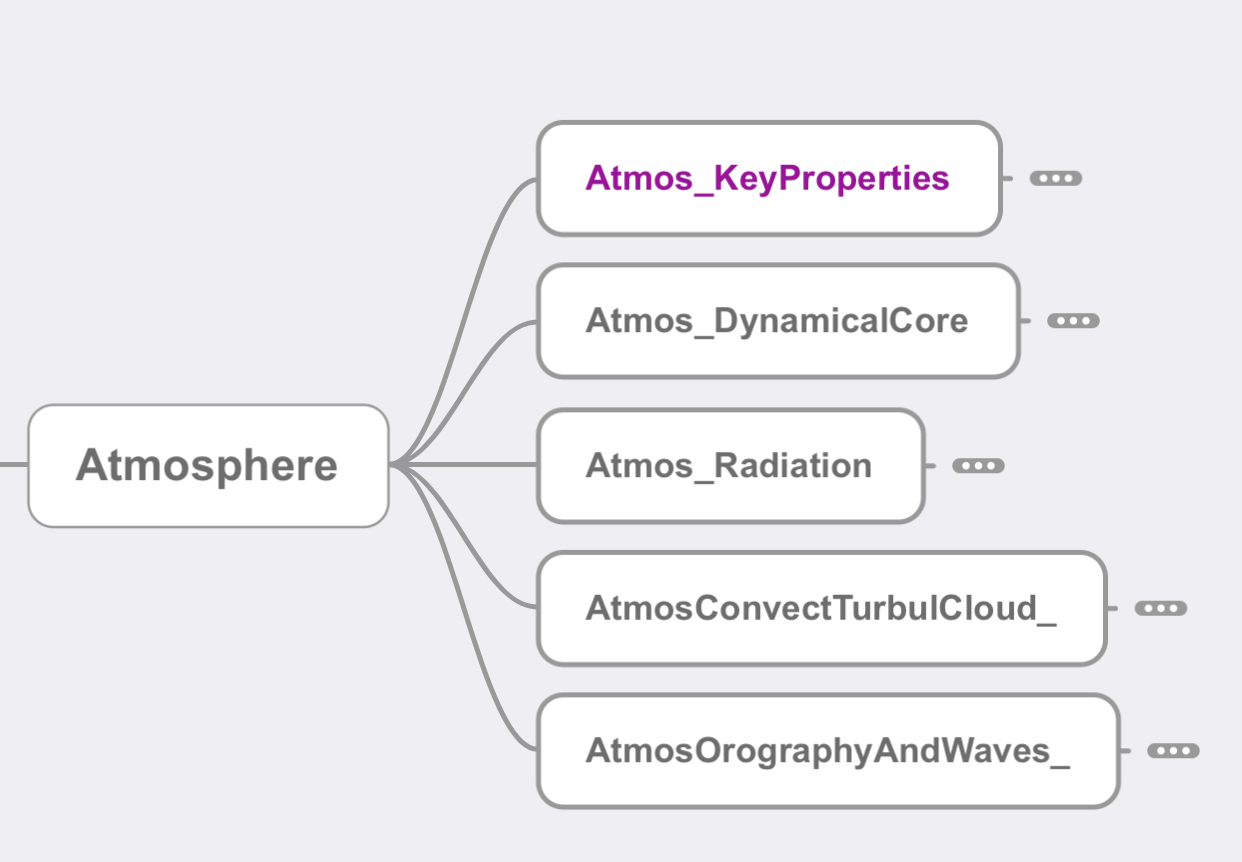 Atmos_KeyProperties
Atmos_DynamicalCore
Atmosphere
Atmos_Radiation
AtmosConvectTurbulCloud_
AtmosOrographyAndWaves_